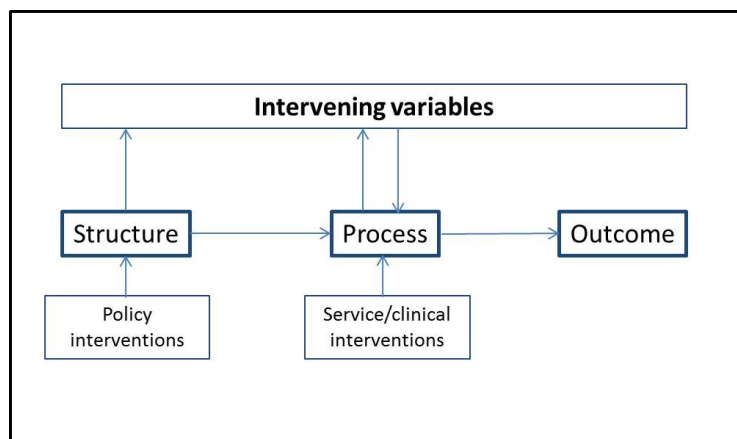 Intervening variables
Structure
Process
Outcome
Policy
interventions
Service/clinical
interventions